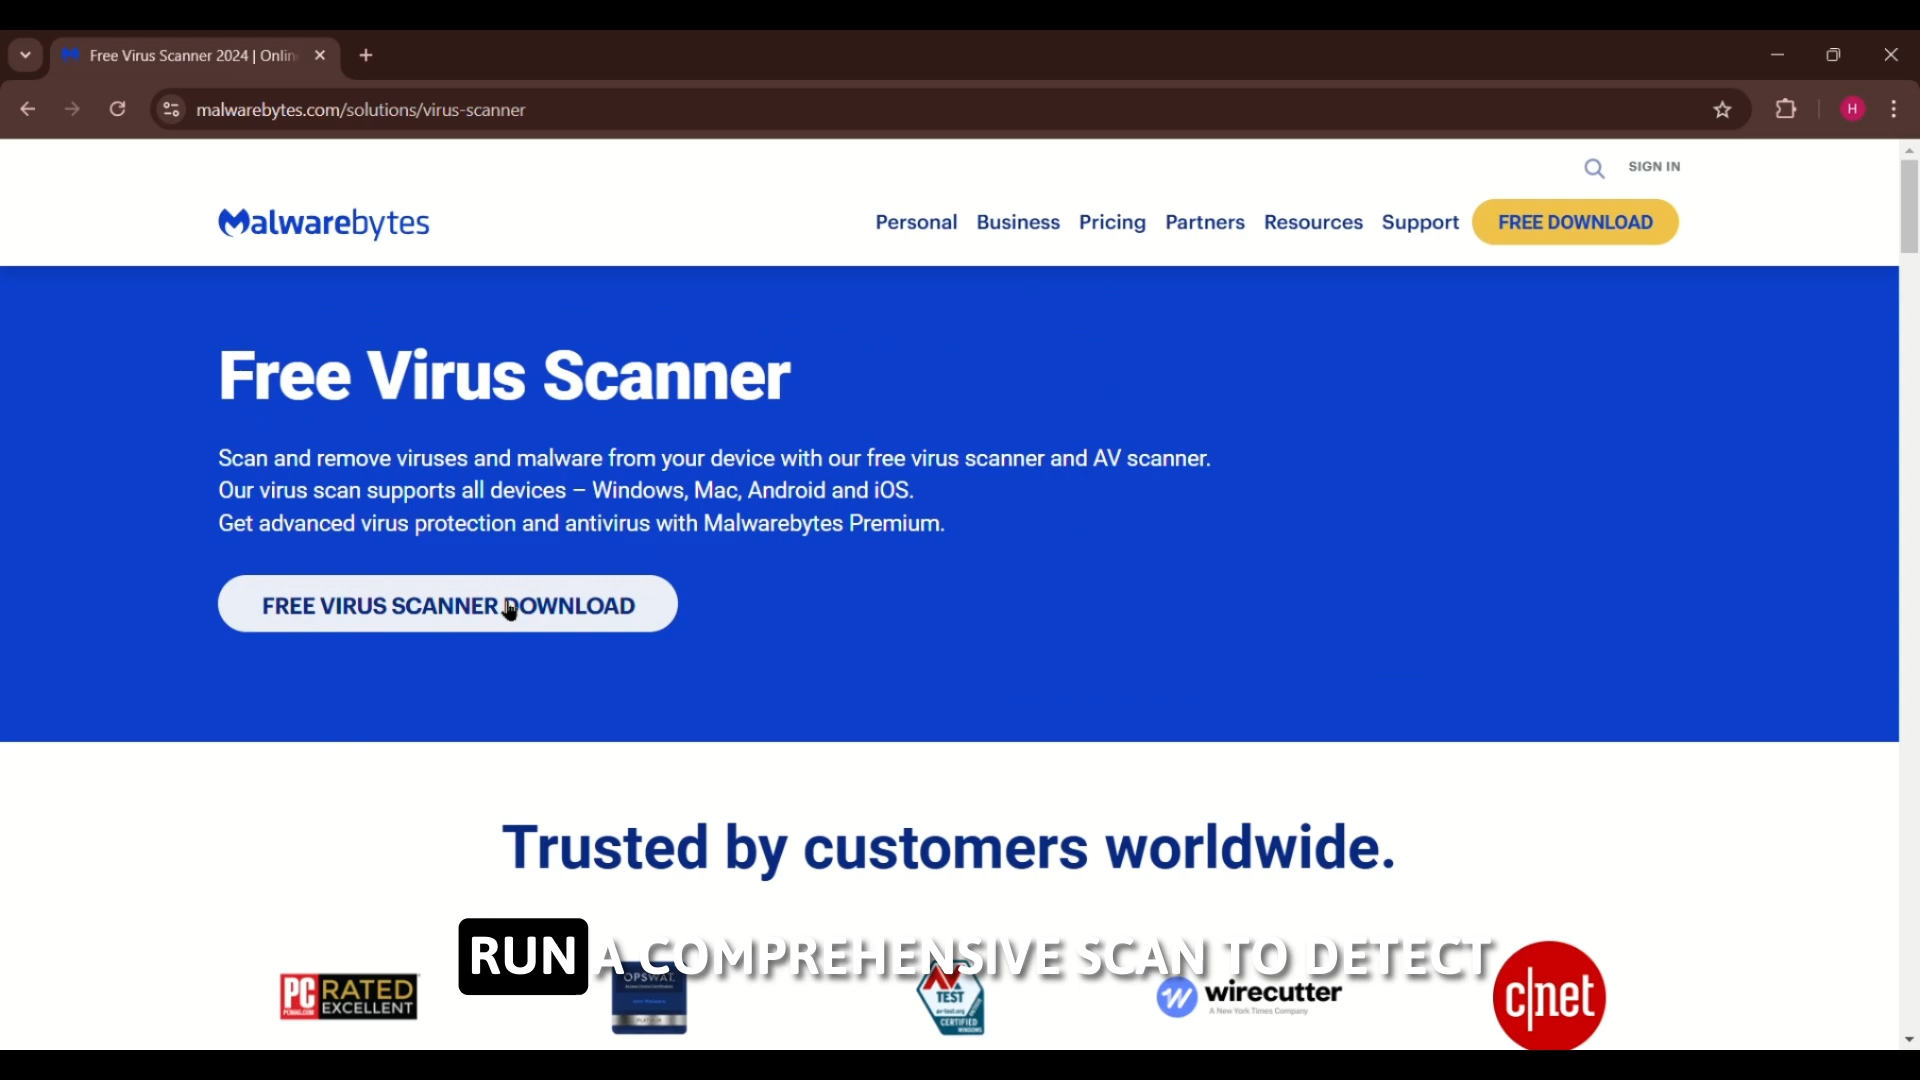 Free Virus Scanner 2024 | Onlin
malwarebytes.com/solutions/virus-scanner
H
SIGN IN
Malwarebytes
Personal Business Pricing Partners Resources Support FREE DOWNLOAD
Free Virus Scanner
Scan and remove viruses and malware from your device with our free virus scanner and AV scanner.
Our virus scan supports all devices – Windows, Mac, Android and iOS.
Get advanced virus protection and antivirus with Malwarebytes Premium.
FREE VIRUS SCANNER DOWNLOAD
Trusted by customers worldwide.
RUN A COMPREHENSIVE SCAN TO DETECT
PC RATED
EXCELLENT
PCMAG.COM
OPSWAT.
PLATINUM
AV
TEST
av-test.org
CERTIFIED
WINDOWS
wirecutter
A New York Times Company
c|net